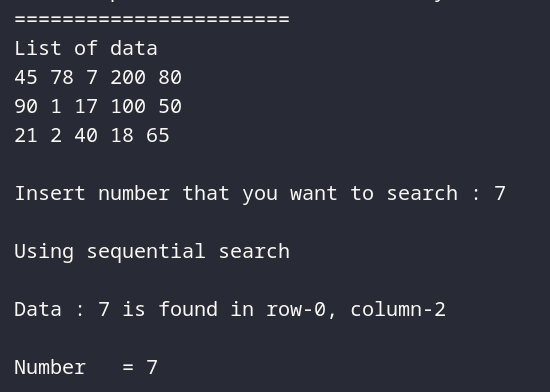 =======================
List of data
45 78 7 200 80
90 1 17 100 50
21 2 40 18 65
Insert number that you want to search : 7
Using sequential search
Data : 7 is found in row-0, column-2
Number   = 7